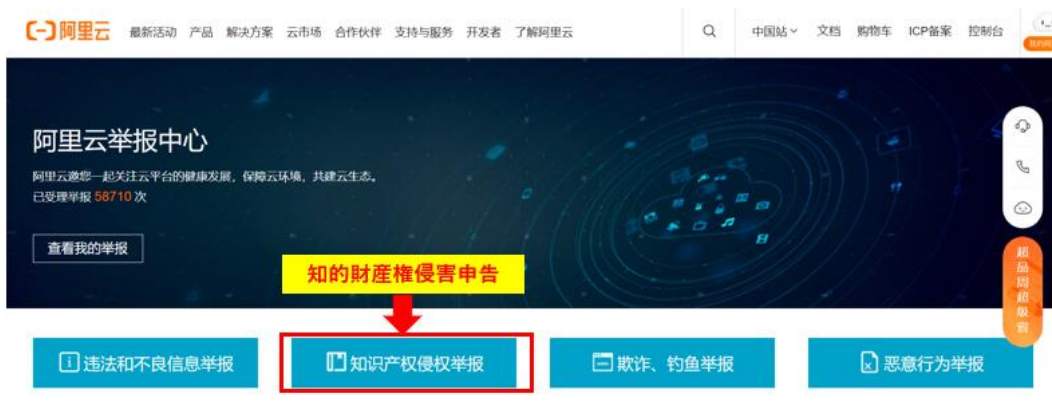 阿里云 最新活动 产品 解决方案 云市场 合作伙伴 支持与服务 开发者 了解阿里云 中国站 文档 购物车 ICP备案 控制台
阿里云举报中心
阿里云邀您一起关注云平台的健康发展，保障云环境，共建云生态。
已受理举报 58710 次
查看我的举报
知的財産権侵害申告
超品周超级宿
违法和不良信息举报 知识产权侵权举报 欺诈、钓鱼举报 恶意行为举报